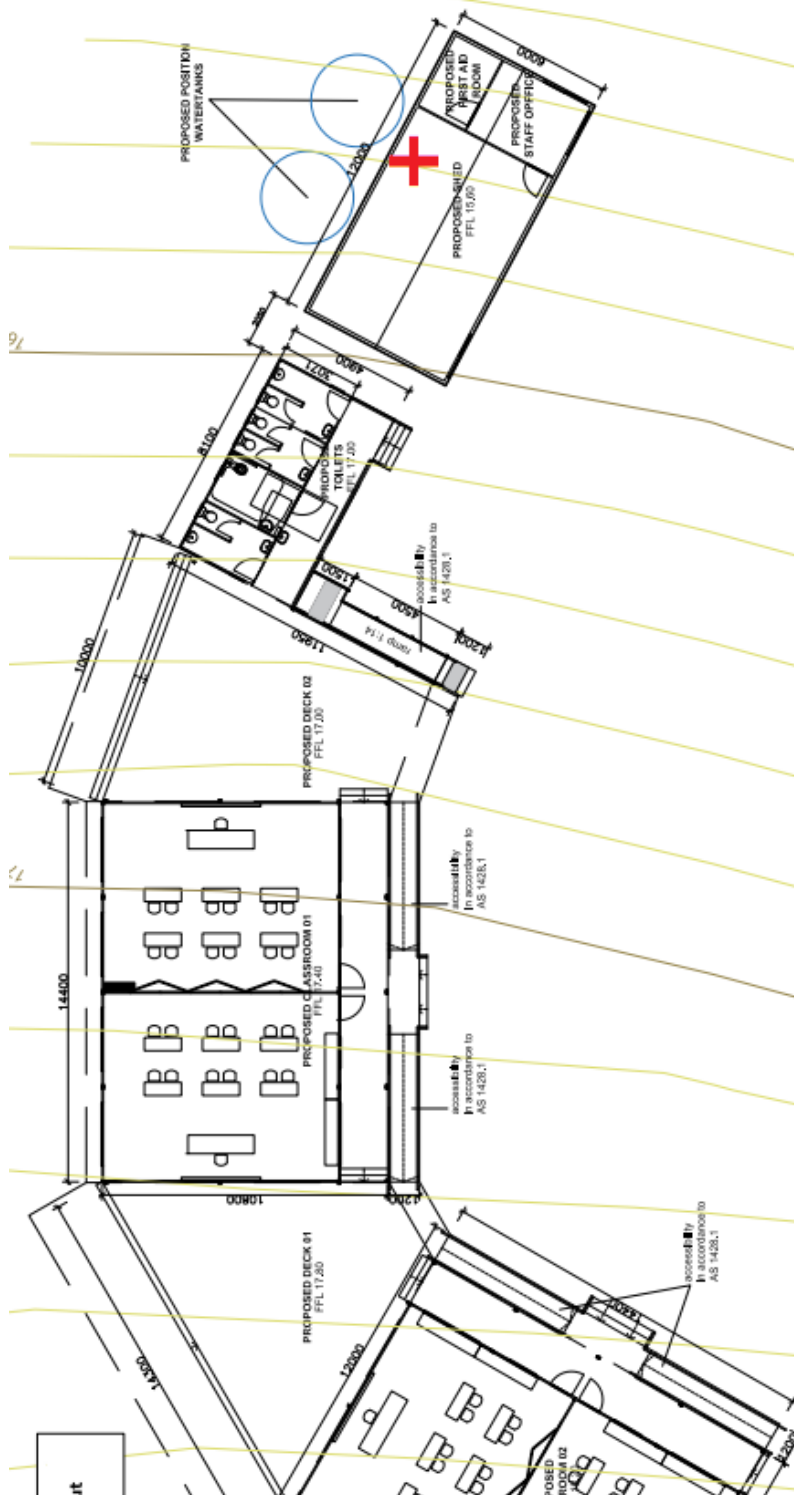 PROPOSED POSITION
WATERTANKS
6000
PROPOSED
FIRST AID
ROOM
PROPOSED
STAFF OPFFICE
12000
PROPOSED SHED
FFL 15,60
4900
3071
8100
PROPOSED
TOILETS
FFL 17.00
1500
4500
1200
ramp 1:14
accessibility
In accordance to
AS 1428.1
11950
10000
PROPOSED DECK 02
FFL 17.00
14400
PROPOSED CLASSROOM 01
FFL 17.40
accessibility
In accordance to
AS 1428.1
accessibility
In accordance to
AS 1428.1
10800
1200
PROPOSED DECK 01
FFL 17.80
14300
12000
accessibility
In accordance to
AS 1428.1